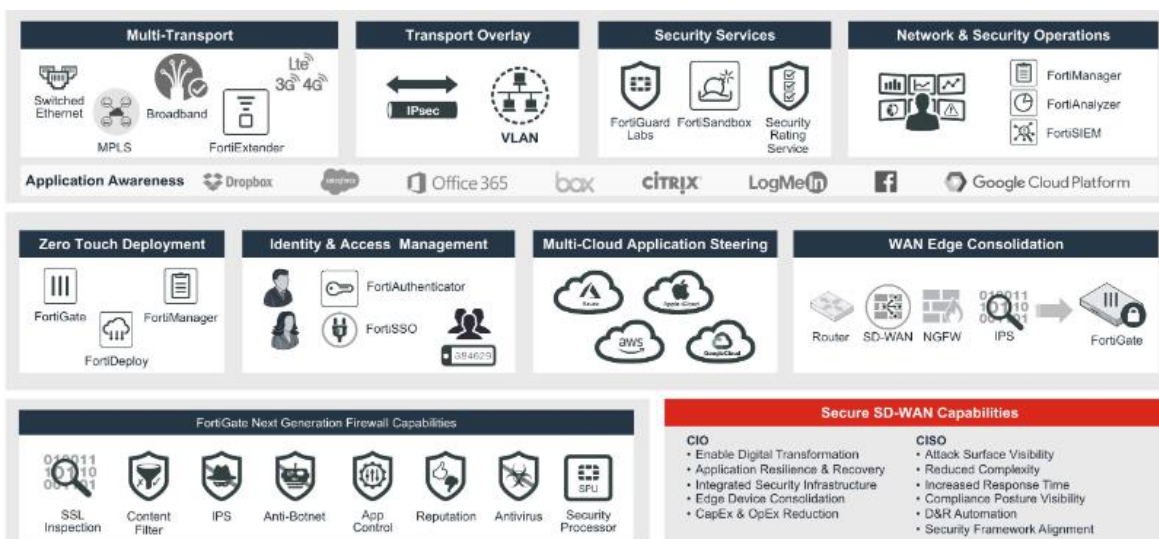 Multi-Transport
Switched
Ethernet
MPLS
Broadband
Lte
3G 4G
FortiExtender
Transport Overlay
IPsec
VLAN
Security Services
FortiGuard
Labs
FortiSandbox
Security
Rating
Service
Network & Security Operations
FortiManager
FortiAnalyzer
FortiSIEM
Application Awareness
Dropbox
salesforce
Office 365
box
CITRIX
LogMeIn
f
Google Cloud Platform
Zero Touch Deployment
FortiGate
FortiManager
FortiDeploy
Identity & Access Management
FortiAuthenticator
FortiSSO
384629
Multi-Cloud Application Steering
Azure
Apple iCloud
aws
GoogleCloud
WAN Edge Consolidation
Router
SD-WAN
NGFW
IPS
FortiGate
FortiGate Next Generation Firewall Capabilities
SSL
Inspection
Content
Filter
IPS
Anti-Botnet
App
Control
Reputation
Antivirus
SPU
Security
Processor
Secure SD-WAN Capabilities
CIO
• Enable Digital Transformation
• Application Resilience & Recovery
• Integrated Security Infrastructure
• Edge Device Consolidation
• CapEx & OpEx Reduction
CISO
• Attack Surface Visibility
• Reduced Complexity
• Increased Response Time
• Compliance Posture Visibility
• D&R Automation
• Security Framework Alignment